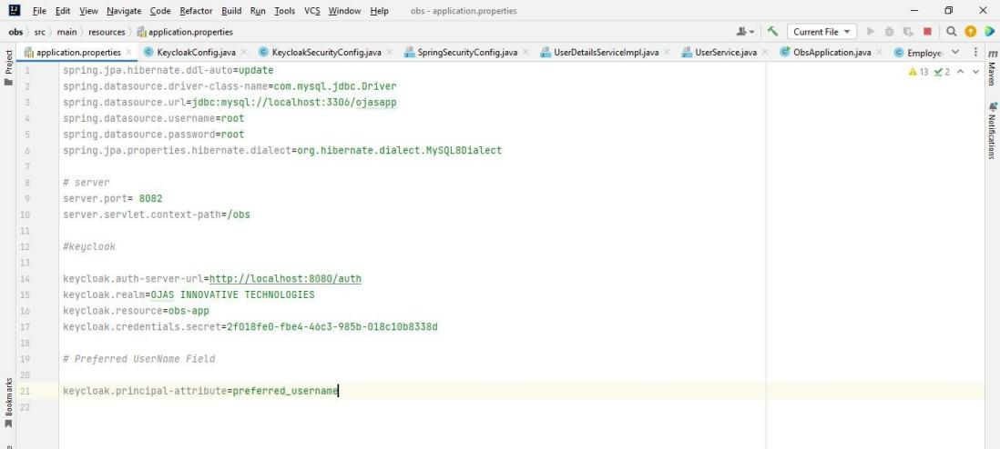 File Edit View Navigate Code Refactor Build Run Tools VCS Window Help obs - application.properties
obs src main resources application.properties Current File
application.properties KeycloakConfig.java KeycloakSecurityConfig.java SpringSecurityConfig.java UserDetailsServiceImpl.java UserService.java ObsApplication.java Employe
Project
Bookmarks
Maven
Notifications
13 2
1 spring.jpa.hibernate.ddl-auto=update
2 spring.datasource.driver-class-name=com.mysql.jdbc.Driver
3 spring.datasource.url=jdbc:mysql://localhost:3306/ojasapp
4 spring.datasource.username=root
5 spring.datasource.password=root
6 spring.jpa.properties.hibernate.dialect=org.hibernate.dialect.MySQL8Dialect
7
8 # server
9 server.port= 8082
10 server.servlet.context-path=/obs
11
12 #keycloak
13
14 keycloak.auth-server-url=http://localhost:8080/auth
15 keycloak.realm=OJAS INNOVATIVE TECHNOLOGIES
16 keycloak.resource=obs-app
17 keycloak.credentials.secret=2f018fe0-fbe4-46c3-985b-018c10b8338d
18
19 # Preferred UserName Field
20
21 keycloak.principal-attribute=preferred_username
22